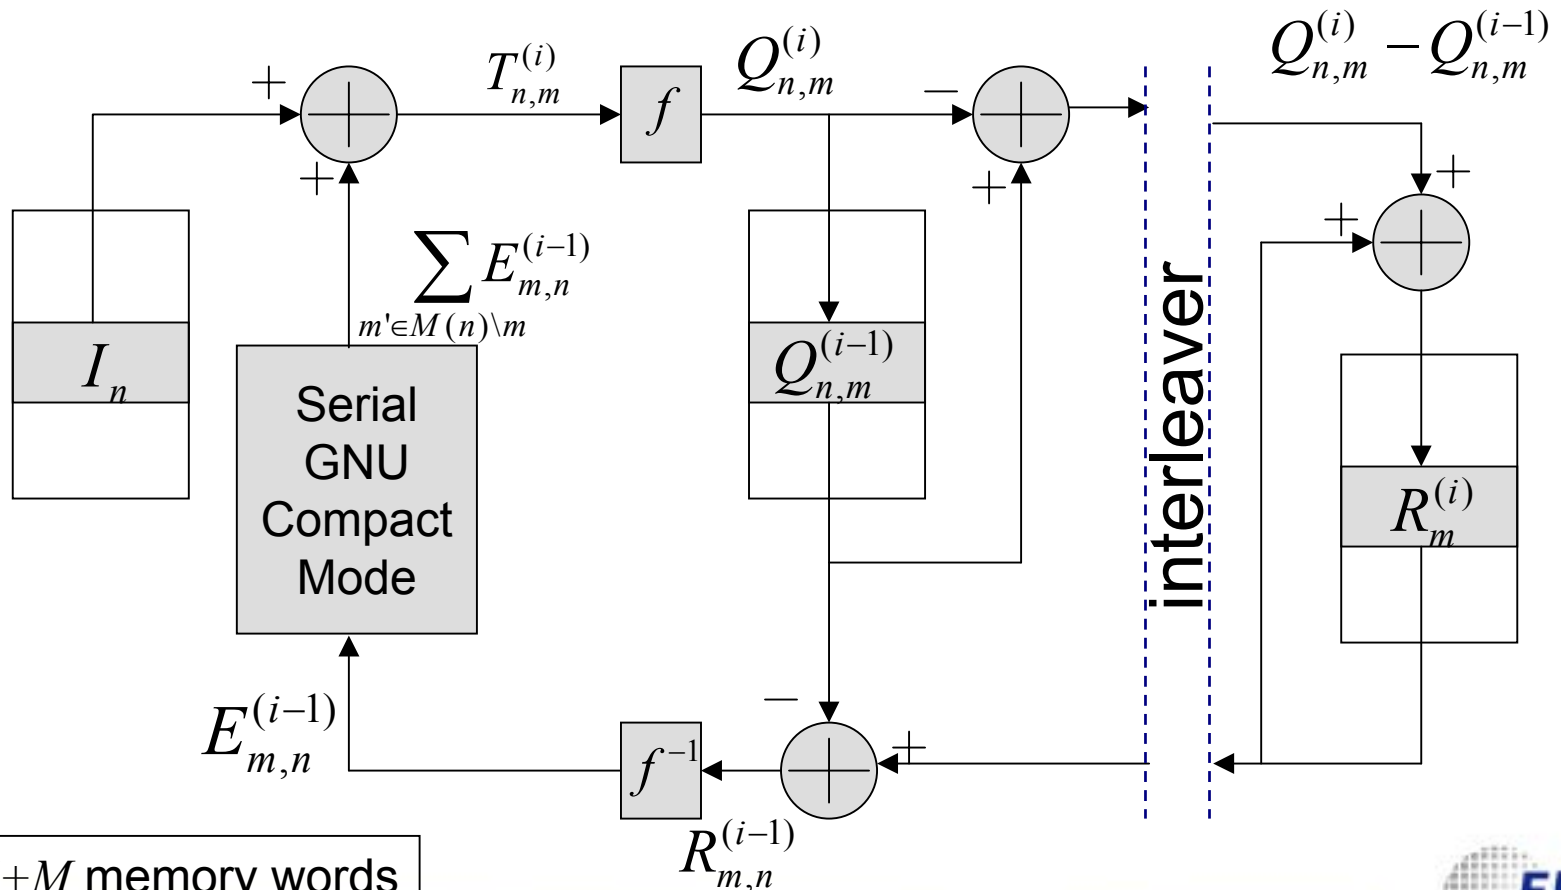 T_{n,m}^{(i)}
Q_{n,m}^{(i)}
Q_{n,m}^{(i)} − Q_{n,m}^{(i−1)}
+
f
−
+
+
+
+
∑ E_{m,n}^{(i−1)}
m'∈M(n)\m
I_n
Serial
GNU
Compact
Mode
Q_{n,m}^{(i−1)}
interleaver
R_m^{(i)}
E_{m,n}^{(i−1)}
−
+
f^{−1}
R_{m,n}^{(i−1)}
+M memory words